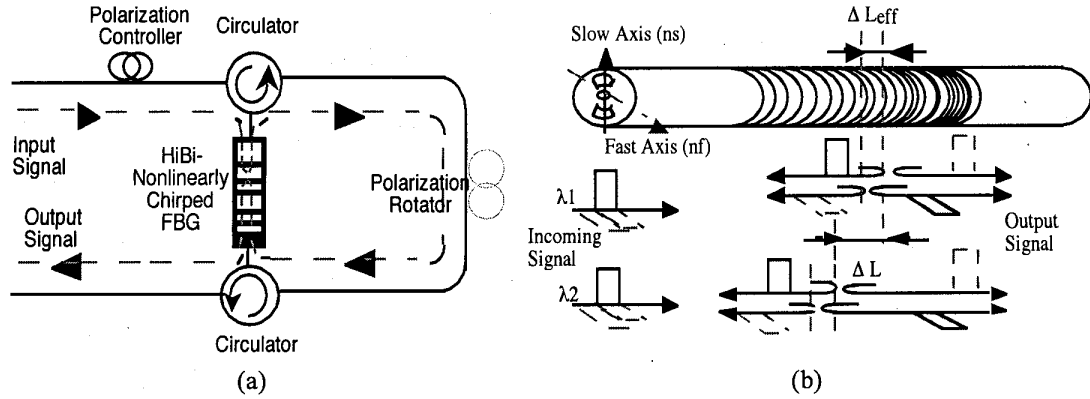 Polarization
Controller
Circulator
Input
Signal
HiBi-
Nonlinearly
Chirped
FBG
Polarization
Rotator
Output
Signal
Circulator
(a)
Δ Leff
Slow Axis (ns)
Fast Axis (nf)
λ1
Incoming
Signal
Output
Signal
λ2
Δ L
(b)